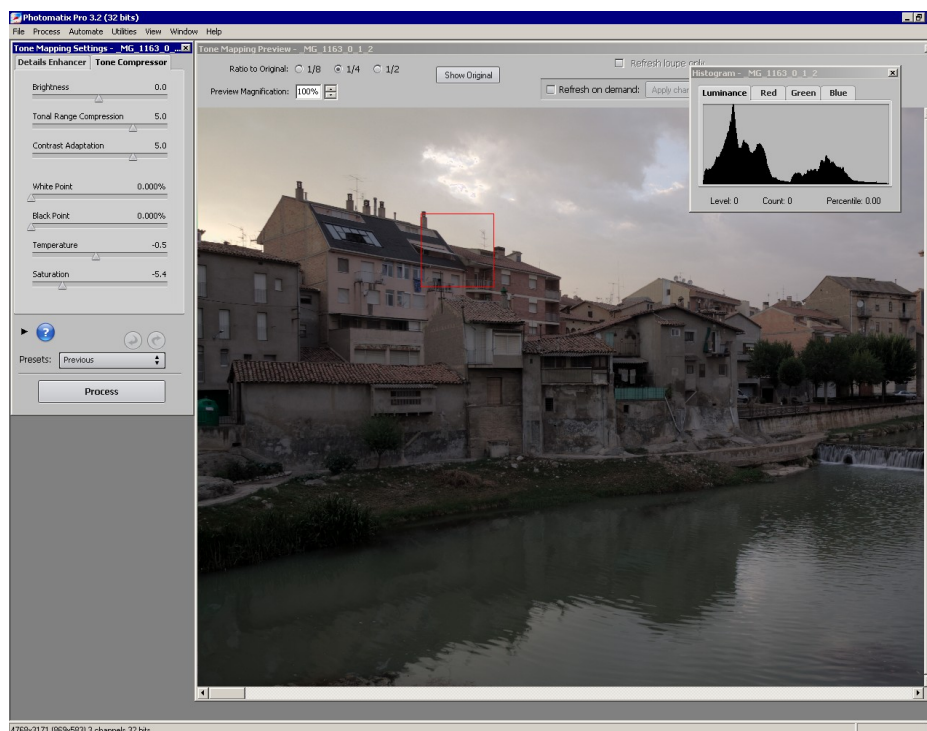 Photomatix Pro 3.2 (32 bits)
File Process Automate Utilities View Window Help
Tone Mapping Settings - _MG_1163_0_...
Details Enhancer Tone Compressor
Brightness 0.0
Tonal Range Compression 5.0
Contrast Adaptation 5.0
White Point 0.000%
Black Point 0.000%
Temperature -0.5
Saturation -5.4
Presets: Previous
Process
Tone Mapping Preview - _MG_1163_0_1_2
Ratio to Original: 1/8 1/4 1/2
Show Original
Preview Magnification: 100%
Refresh loupe only
Refresh on demand: Apply chan
Histogram - _MG_1163_0_1_2
Luminance Red Green Blue
Level: 0 Count: 0 Percentile: 0.00
4768x3171 (869x583) 3 channels 32 bits